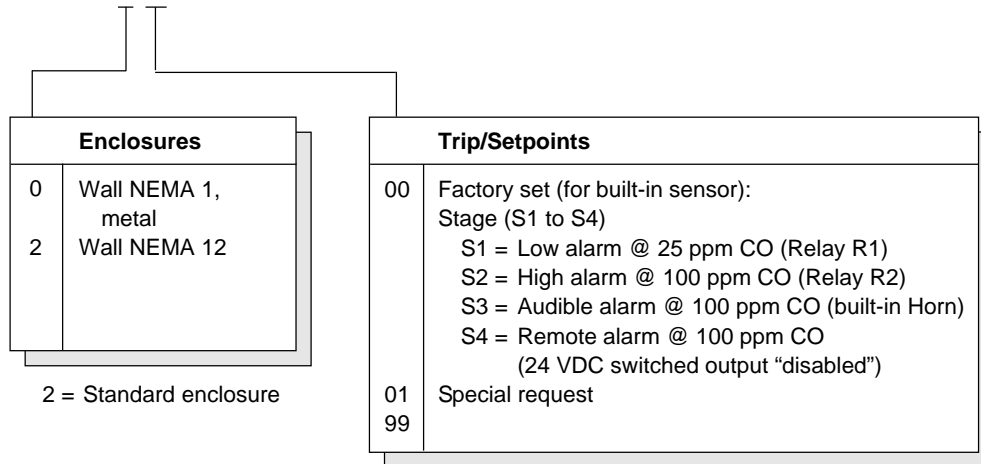 Enclosures
0 Wall NEMA 1,
metal
2 Wall NEMA 12
2 = Standard enclosure
Trip/Setpoints
00 Factory set (for built-in sensor):
Stage (S1 to S4)
S1 = Low alarm @ 25 ppm CO (Relay R1)
S2 = High alarm @ 100 ppm CO (Relay R2)
S3 = Audible alarm @ 100 ppm CO (built-in Horn)
S4 = Remote alarm @ 100 ppm CO
(24 VDC switched output “disabled”)
01 Special request
99